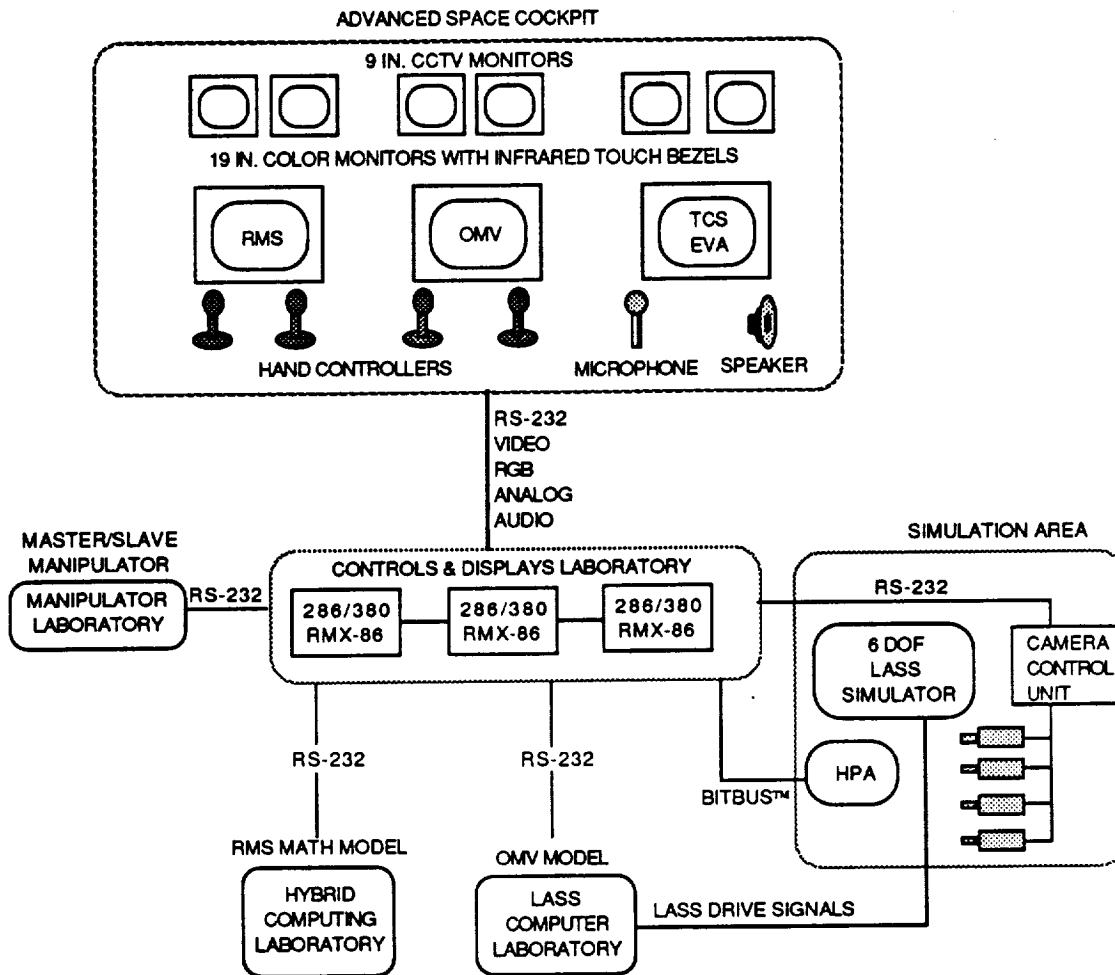 ADVANCED SPACE COCKPIT
9 IN. CCTV MONITORS
19 IN. COLOR MONITORS WITH INFRARED TOUCH BEZELS
RMS
OMV
TCS
EVA
HAND CONTROLLERS
MICROPHONE
SPEAKER
RS-232
VIDEO
RGB
ANALOG
AUDIO
MASTER/SLAVE
MANIPULATOR
MANIPULATOR
LABORATORY
RS-232
CONTROLS & DISPLAYS LABORATORY
286/380
RMX-86
286/380
RMX-86
286/380
RMX-86
SIMULATION AREA
RS-232
6 DOF
LASS
SIMULATOR
CAMERA
CONTROL
UNIT
HPA
BITBUS™
RS-232
RS-232
RMS MATH MODEL
HYBRID
COMPUTING
LABORATORY
OMV MODEL
LASS
COMPUTER
LABORATORY
LASS DRIVE SIGNALS